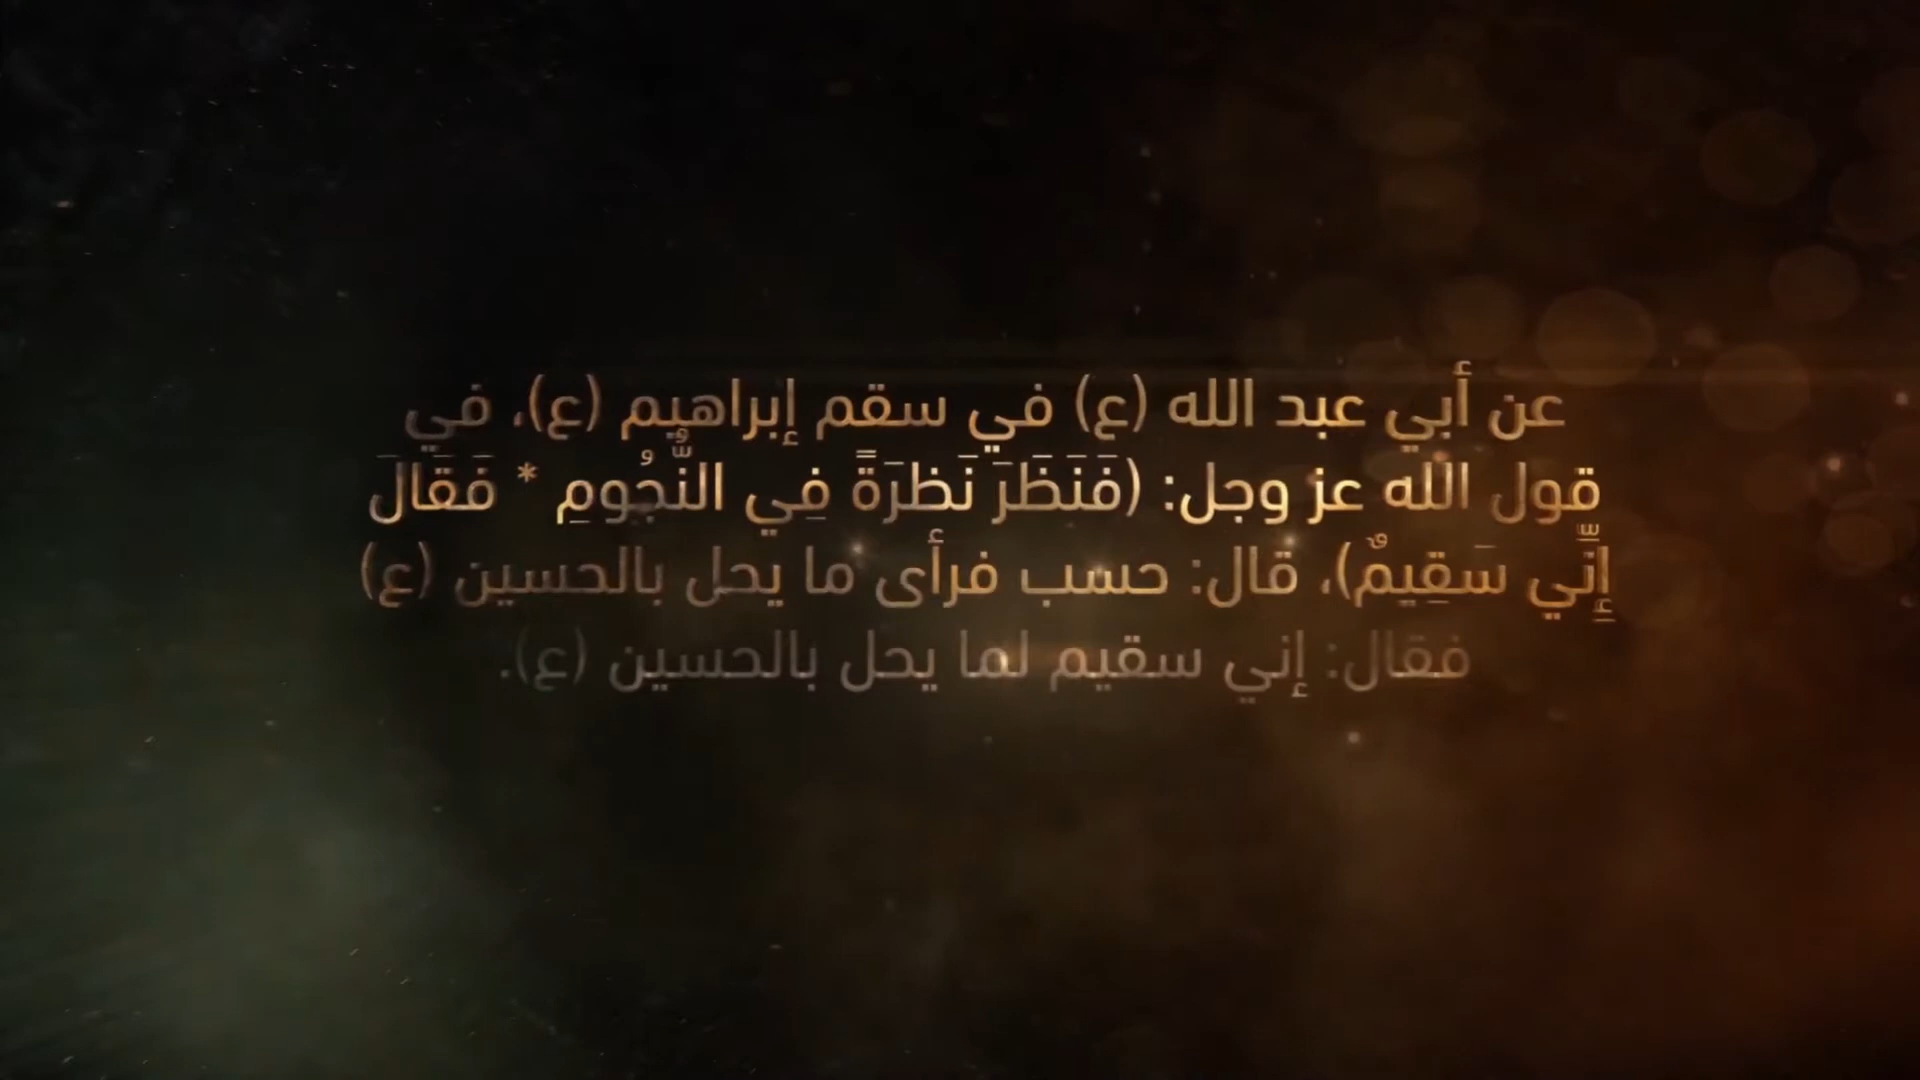 عن أبي عبد الله (ع) في سقم إبراهيم (ع)، في
قول الله عز وجل: (فَنَظَرَ نَظرَةً فِي النُّجُومِ * فَقَالَ
إِنِّي سَقِيمٌ)، قال: حسب فرأى ما يحل بالحسين (ع)
فقال: إني سقيم لما يحل بالحسين (ع).